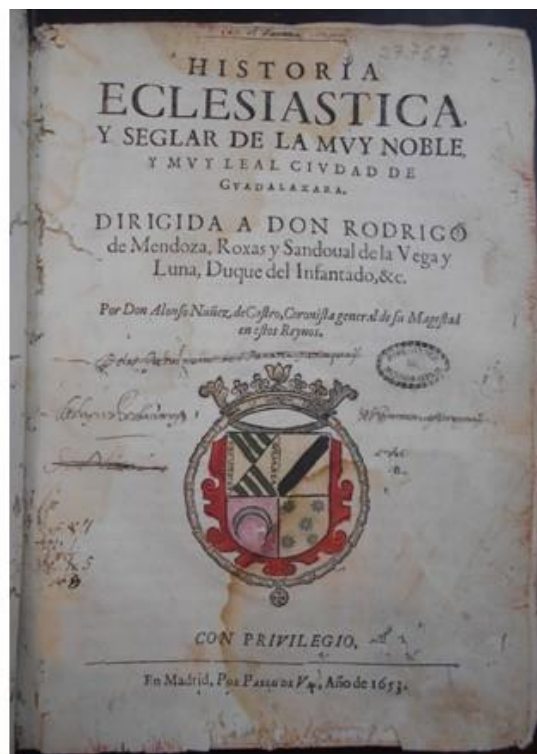 27.767
HISTORIA
ECLESIASTICA,
Y SEGLAR DE LA MVY NOBLE,
Y MVY LEAL CIVDAD DE
GVADALAXARA.
DIRIGIDA A DON RODRIGO
de Mendoza, Roxas y Sandoual de la Vega y
Luna, Duque del Infantado, &c.
Por Don Alonso Nuñez, de Castro, Coronista general de su Magestad
en estos Reynos.
CON PRIVILEGIO,
En Madrid, POR PABLO DE VAL, Año de 1653.